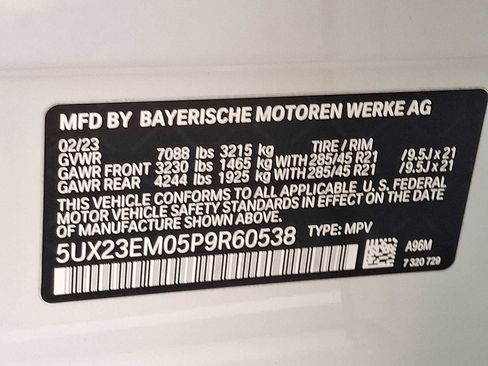 MFD BY BAYERISCHE MOTOREN WERKE AG
02/23 TIRE / RIM
GVWR 7088 lbs 3215 kg
GAWR FRONT 3230 lbs 1465 kg WITH 285/45 R21 /9.5J x 21
GAWR REAR 4244 lbs 1925 kg WITH 285/45 R21 /9.5J x 21
THIS VEHICLE CONFORMS TO ALL APPLICABLE U. S. FEDERAL
MOTOR VEHICLE SAFETY STANDARDS IN EFFECT ON THE DATE
OF MANUFACTURE SHOWN ABOVE.
5UX23EM05P9R60538 TYPE: MPV
A96M
7 320 729